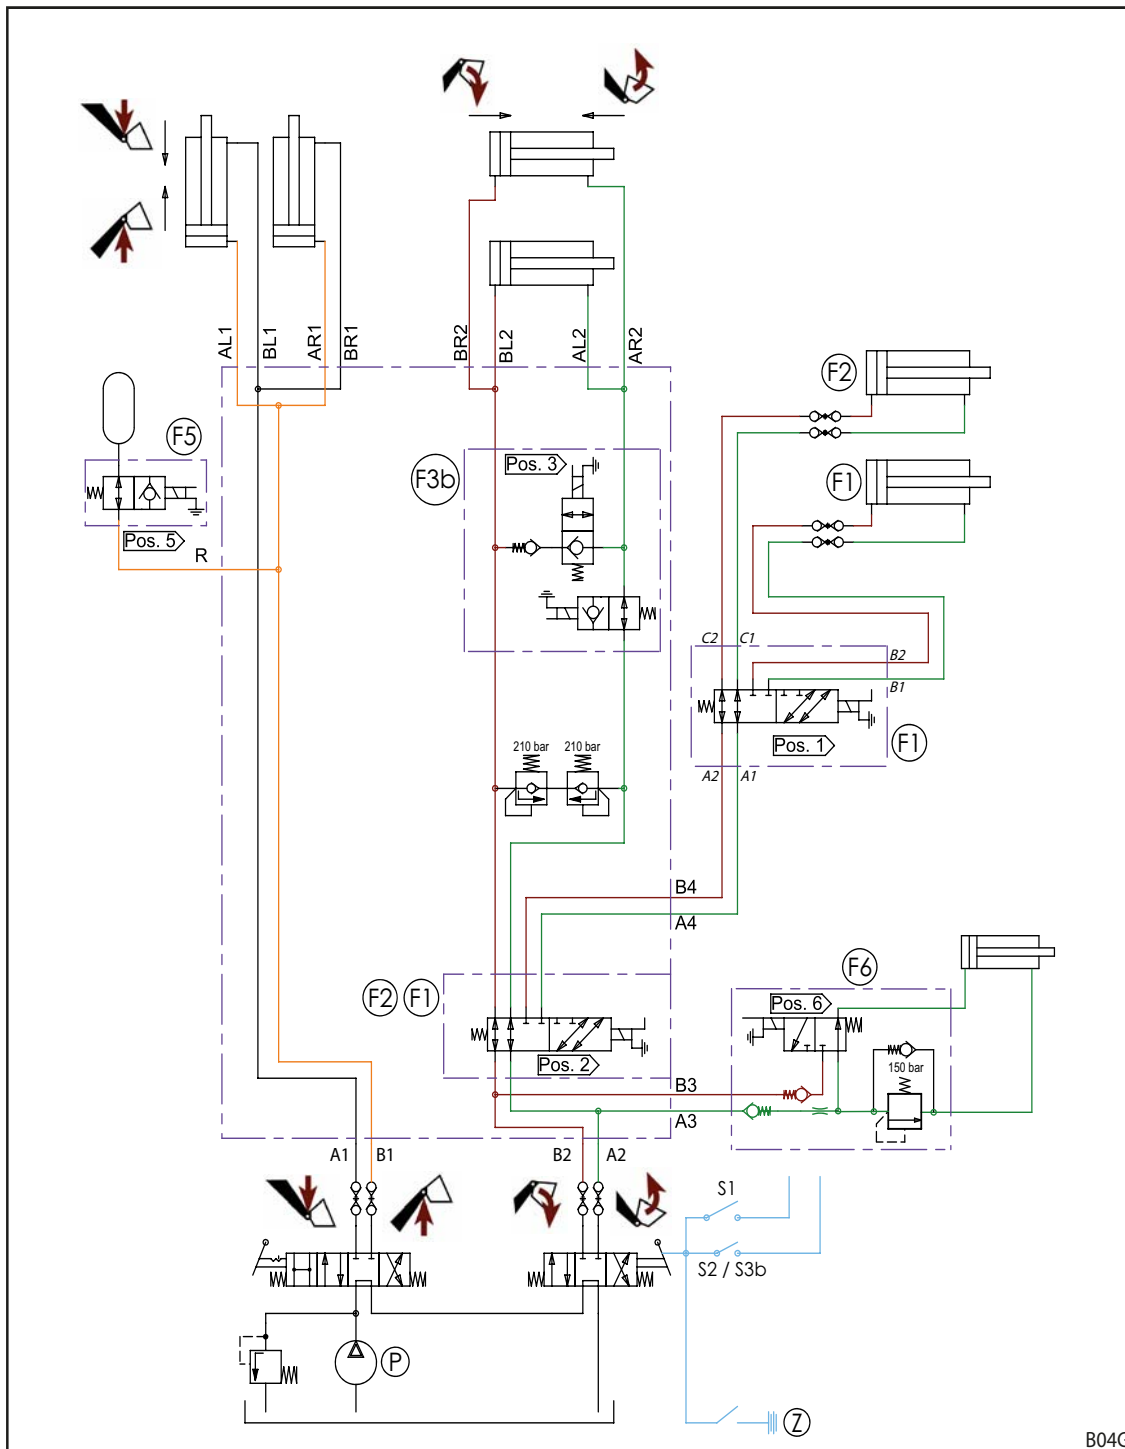 AL1
BL1
AR1
BR1
BR2
BL2
AL2
AR2
F2
F5
F3b
Pos. 3
F1
Pos. 5
R
C2
C1
B2
B1
Pos. 1
F1
A2
A1
210 bar
210 bar
B4
A4
F2
F1
F6
Pos. 6
Pos. 2
150 bar
B3
A3
A1
B1
B2
A2
S1
S2 / S3b
P
Z